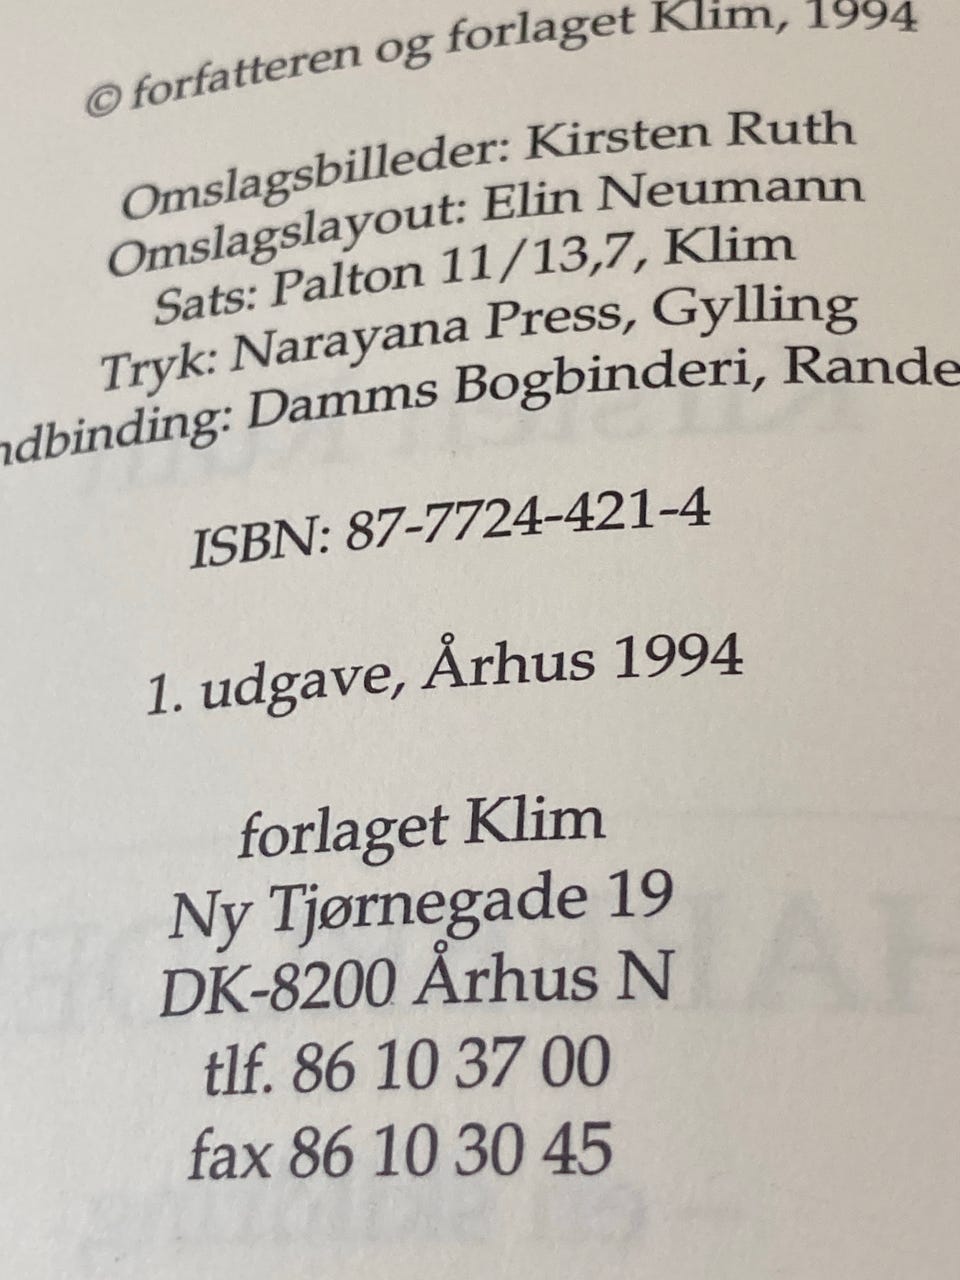 © forfatteren og forlaget Klim, 1994
Omslagsbilleder: Kirsten Ruth
Omslagslayout: Elin Neumann
Sats: Palton 11/13,7, Klim
Tryk: Narayana Press, Gylling
ndbinding: Damms Bogbinderi, Rande
ISBN: 87-7724-421-4
1. udgave, Århus 1994
forlaget Klim
Ny Tjørnegade 19
DK-8200 Århus N
tlf. 86 10 37 00
fax 86 10 30 45